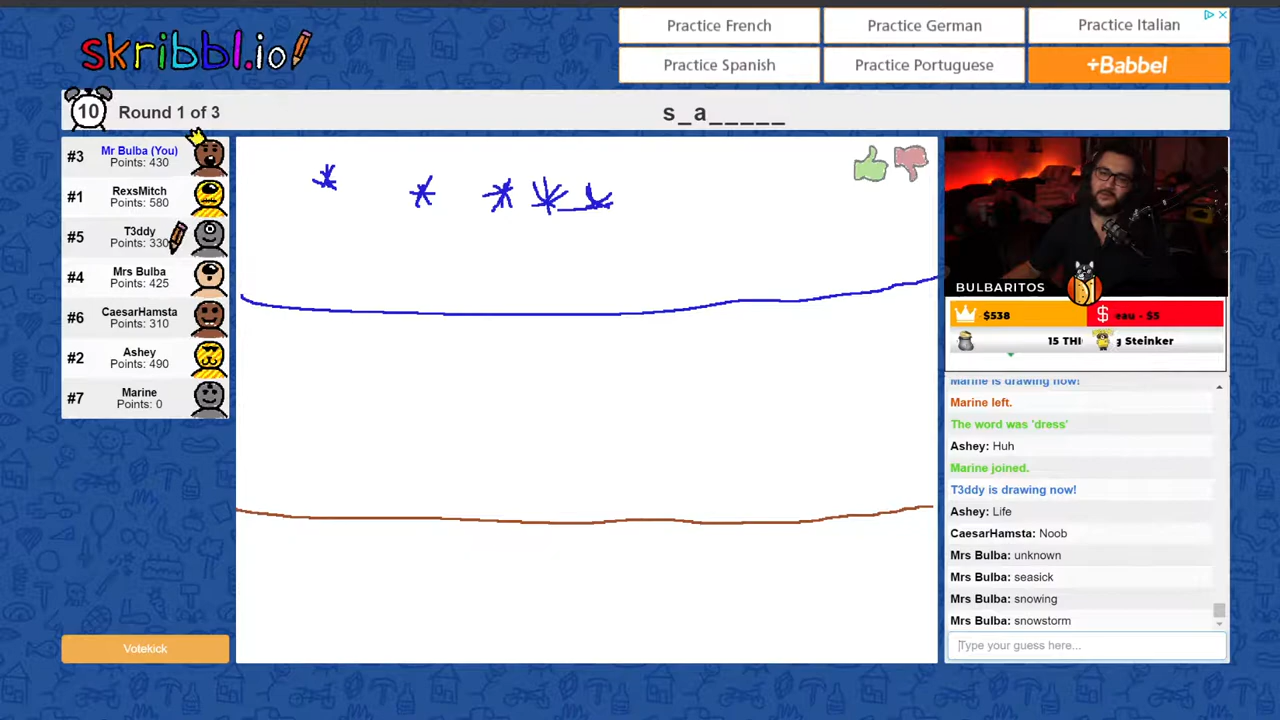 Practice French
Practice German
Practice Italian
Practice Spanish
Practice Portuguese
+Babbel
skribbl.io
10
Round 1 of 3
s_a_____
#3
Mr Bulba (You)
Points: 430
#1
RexsMitch
Points: 580
#5
T3ddy
Points: 330
#4
Mrs Bulba
Points: 425
#6
CaesarHamsta
Points: 310
#2
Ashey
Points: 490
#7
Marine
Points: 0
Votekick
BULBARITOS
$538
$
eau - $5
15 THI
g Steinker
Marine is drawing now!
Marine left.
The word was 'dress'
Ashey: Huh
Marine joined.
T3ddy is drawing now!
Ashey: Life
CaesarHamsta: Noob
Mrs Bulba: unknown
Mrs Bulba: seasick
Mrs Bulba: snowing
Mrs Bulba: snowstorm
Type your guess here...